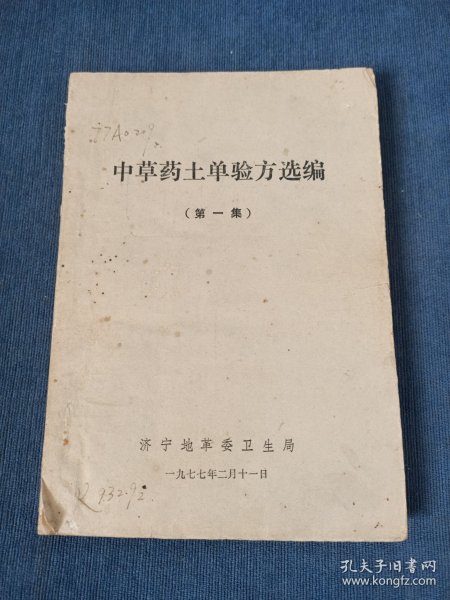 中草药土单验方选编
（第一集）
济宁地革委卫生局
一九七七年二月十一日
R932.92
孔夫子旧书网
www.kongfz.com